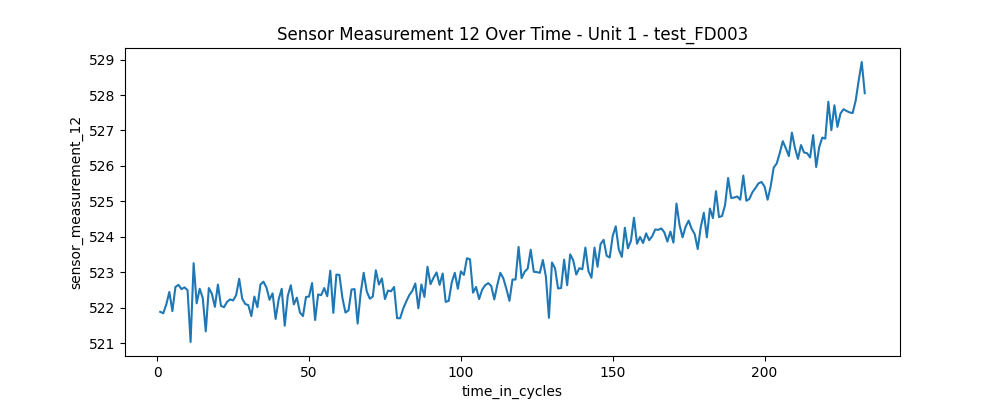 Sensor Measurement 12 Over Time - Unit 1 - test_FD003
sensor_measurement_12
529
528
527
526
525
524
523
522
521
0 50 100 150 200
time_in_cycles